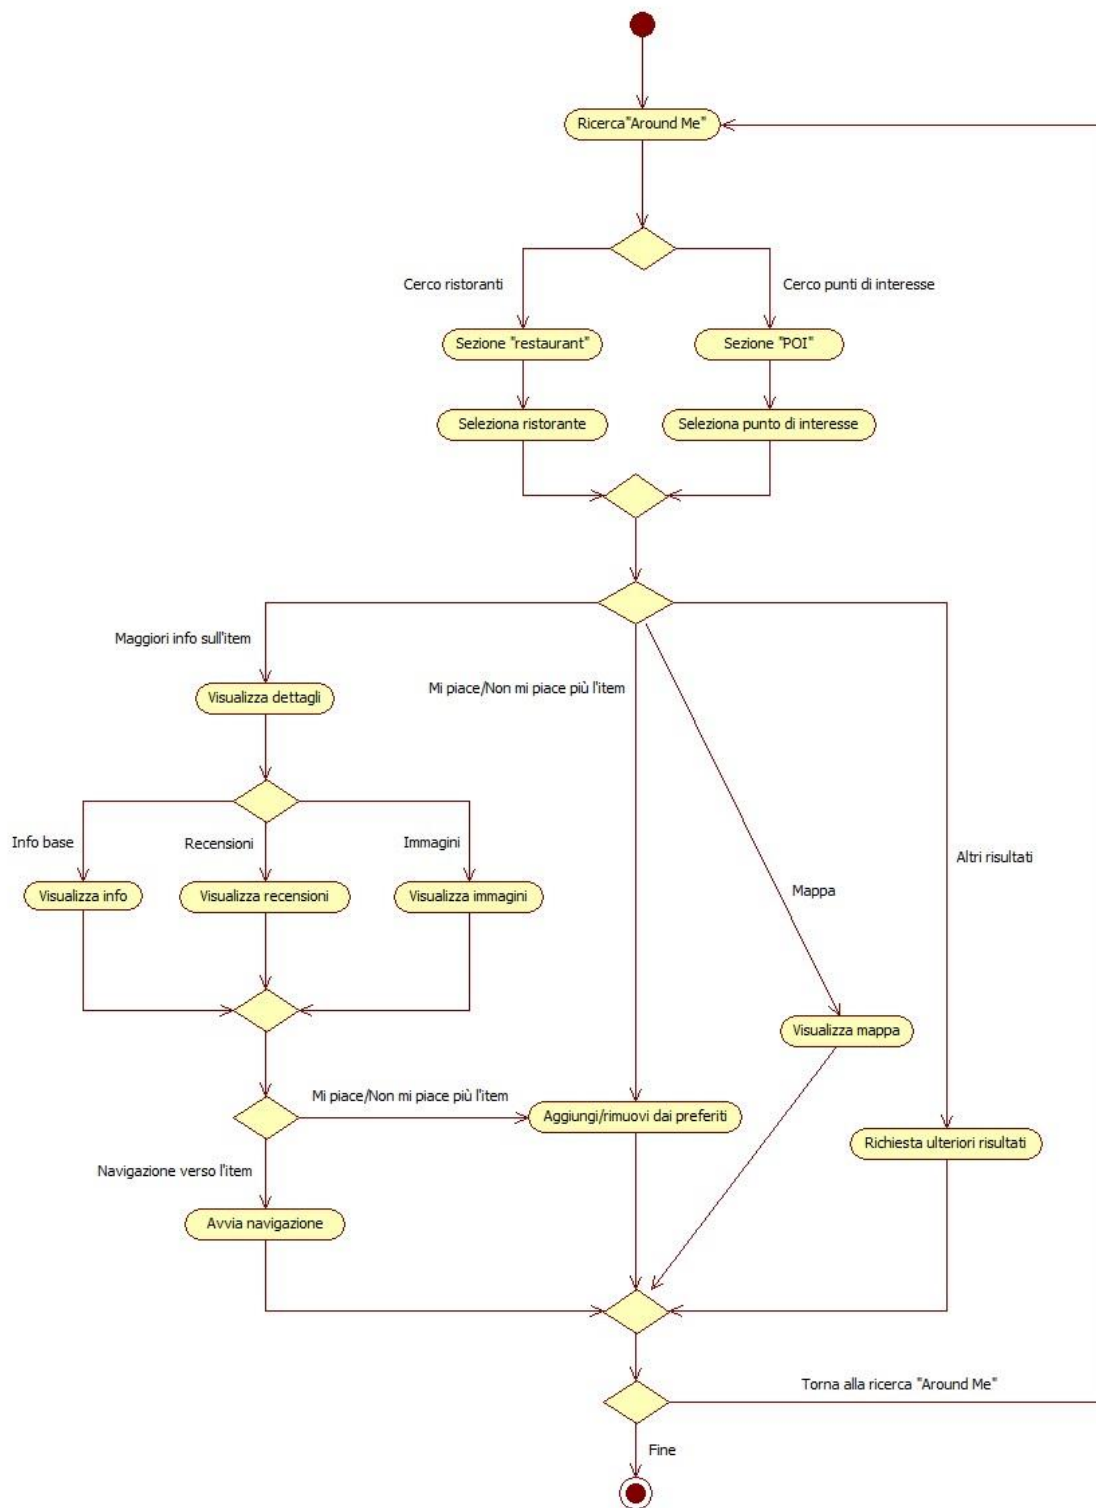 Ricerca"Around Me"
Cerco ristoranti
Cerco punti di interesse
Sezione "restaurant"
Sezione "POI"
Seleziona ristorante
Seleziona punto di interesse
Maggiori info sull'item
Visualizza dettagli
Mi piace/Non mi piace più l'item
Info base
Recensioni
Immagini
Altri risultati
Visualizza info
Visualizza recensioni
Visualizza immagini
Mappa
Visualizza mappa
Mi piace/Non mi piace più l'item
Aggiungi/rimuovi dai preferiti
Richiesta ulteriori risultati
Navigazione verso l'item
Avvia navigazione
Torna alla ricerca "Around Me"
Fine